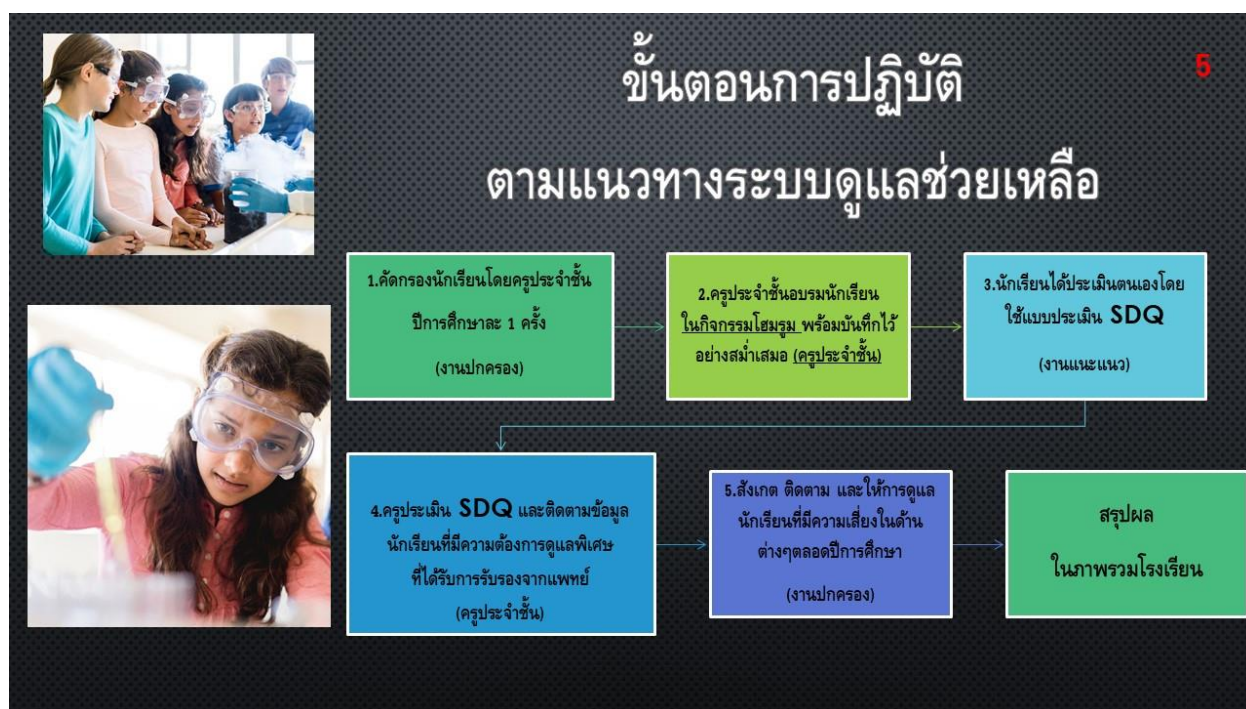 ขั้นตอนการปฏิบัติ
5
ตามแนวทางระบบดูแลช่วยเหลือ
1.คัดกรองนักเรียนโดยครูประจำชั้น
ปีการศึกษาละ 1 ครั้ง
(งานปกครอง)
2.ครูประจำชั้นอบรมนักเรียน
ในกิจกรรมโฮมรูม พร้อมบันทึกไว้
อย่างสม่ำเสมอ (ครูประจำชั้น)
3.นักเรียนได้ประเมินตนเองโดย
ใช้แบบประเมิน SDQ
(งานแนะแนว)
4.ครูประเมิน SDQ และติดตามข้อมูล
นักเรียนที่มีความต้องการดูแลพิเศษ
ที่ได้รับการรับรองจากแพทย์
(ครูประจำชั้น)
5.สังเกต ติดตาม และให้การดูแล
นักเรียนที่มีความเสี่ยงในด้าน
ต่างๆตลอดปีการศึกษา
(งานปกครอง)
สรุปผล
ในภาพรวมโรงเรียน